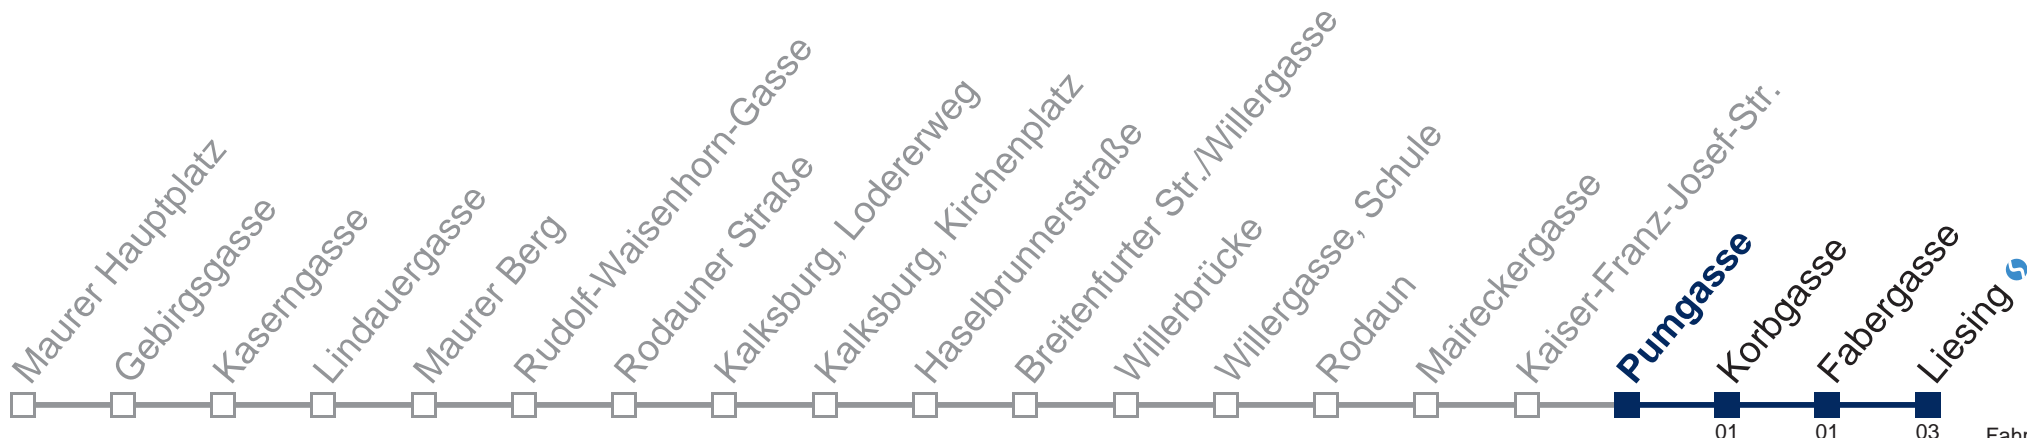 Maurer Hauptplatz
Gebirgsgasse
Kaserngasse
Lindauergasse
Maurer Berg
Rudolf-Waisenhorn-Gasse
Rodauner Straße
Kalksburg, Lodererweg
Kalksburg, Kirchenplatz
Haselbrunnerstraße
Breitenfurter Str./Willergasse
Willerbrücke
Willergasse, Schule
Rodaun
Maireckergasse
Kaiser-Franz-Josef-Str.
Pumgasse
Korbgasse
Fabergasse
Liesing
01 01 03